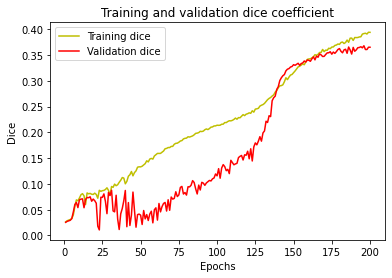 Training and validation dice coefficient
Training dice
Validation dice
Dice
0.40
0.35
0.30
0.25
0.20
0.15
0.10
0.05
0.00
0 25 50 75 100 125 150 175 200
Epochs